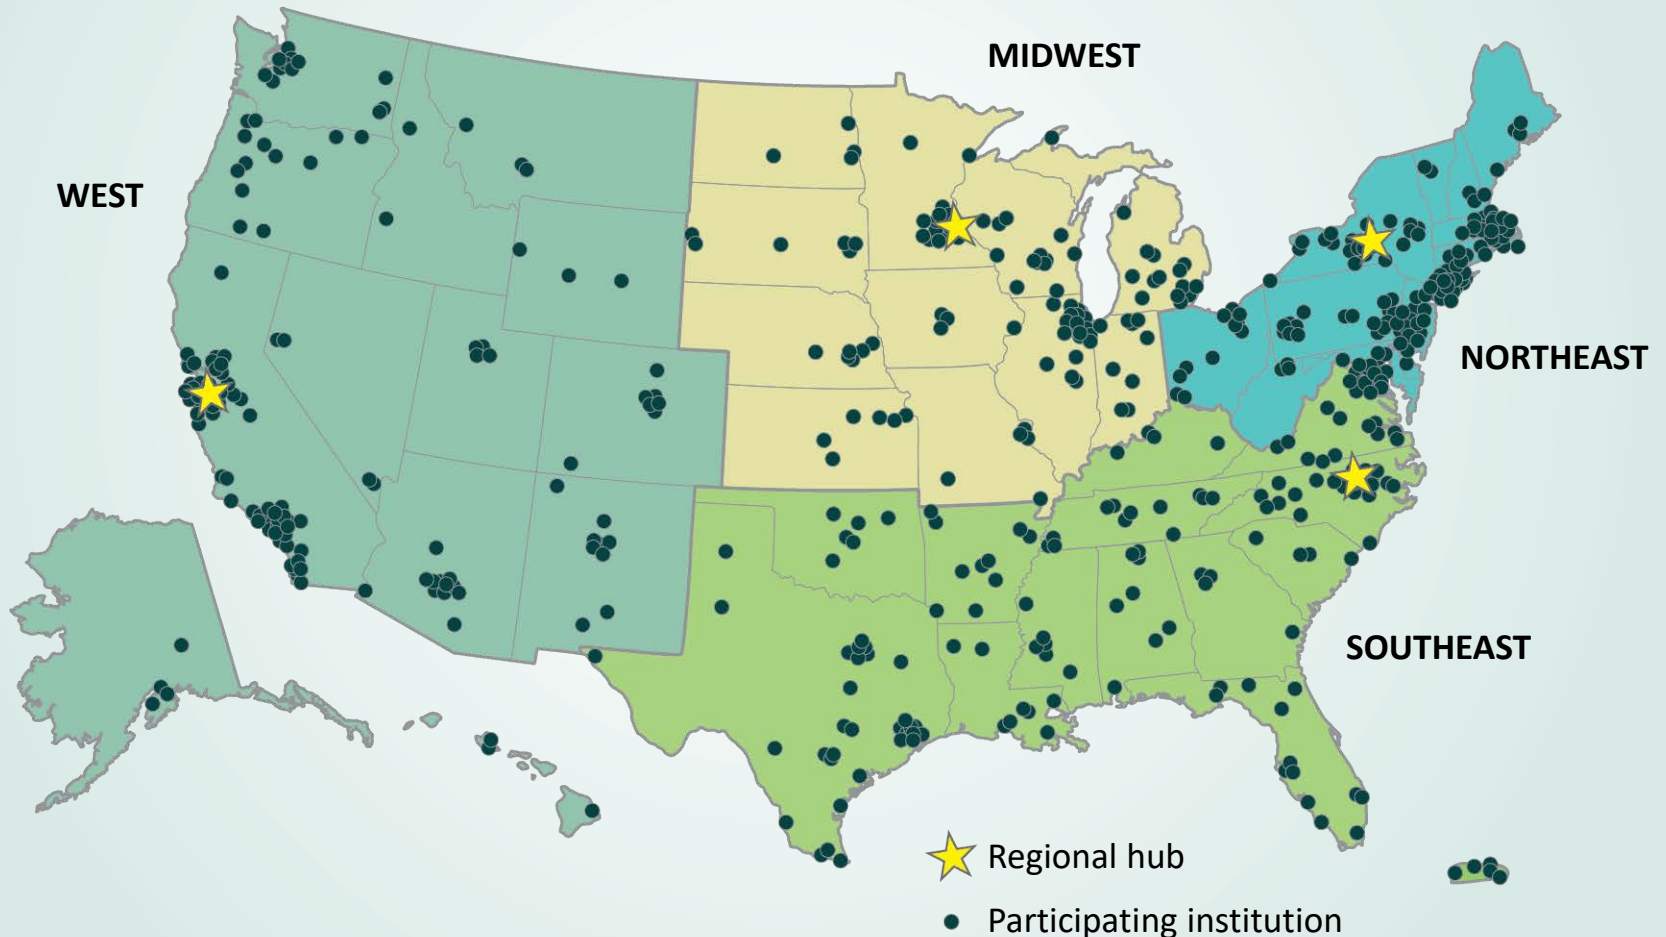 MIDWEST
WEST
NORTHEAST
SOUTHEAST
Regional hub
Participating institution